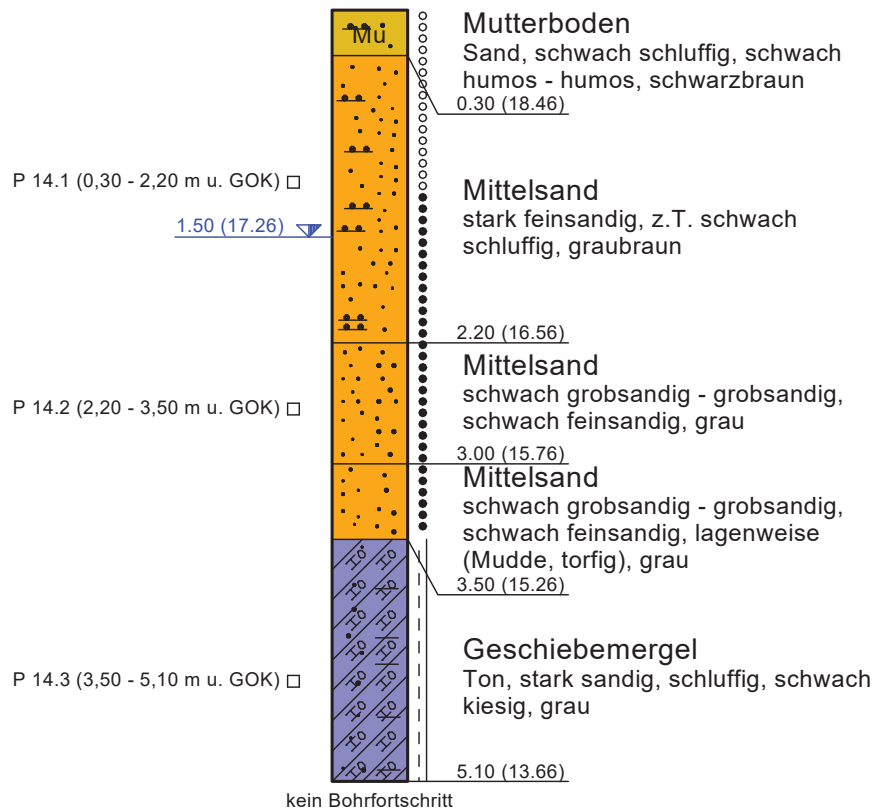 Mu
Mutterboden
Sand, schwach schluffig, schwach
humos - humos, schwarzbraun
0.30 (18.46)
P 14.1 (0,30 - 2,20 m u. GOK)
1.50 (17.26)
Mittelsand
stark feinsandig, z.T. schwach
schluffig, graubraun
2.20 (16.56)
P 14.2 (2,20 - 3,50 m u. GOK)
Mittelsand
schwach grobsandig - grobsandig,
schwach feinsandig, grau
3.00 (15.76)
Mittelsand
schwach grobsandig - grobsandig,
schwach feinsandig, lagenweise
(Mudde, torfig), grau
3.50 (15.26)
P 14.3 (3,50 - 5,10 m u. GOK)
Geschiebemergel
Ton, stark sandig, schluffig, schwach
kiesig, grau
5.10 (13.66)
kein Bohrfortschritt